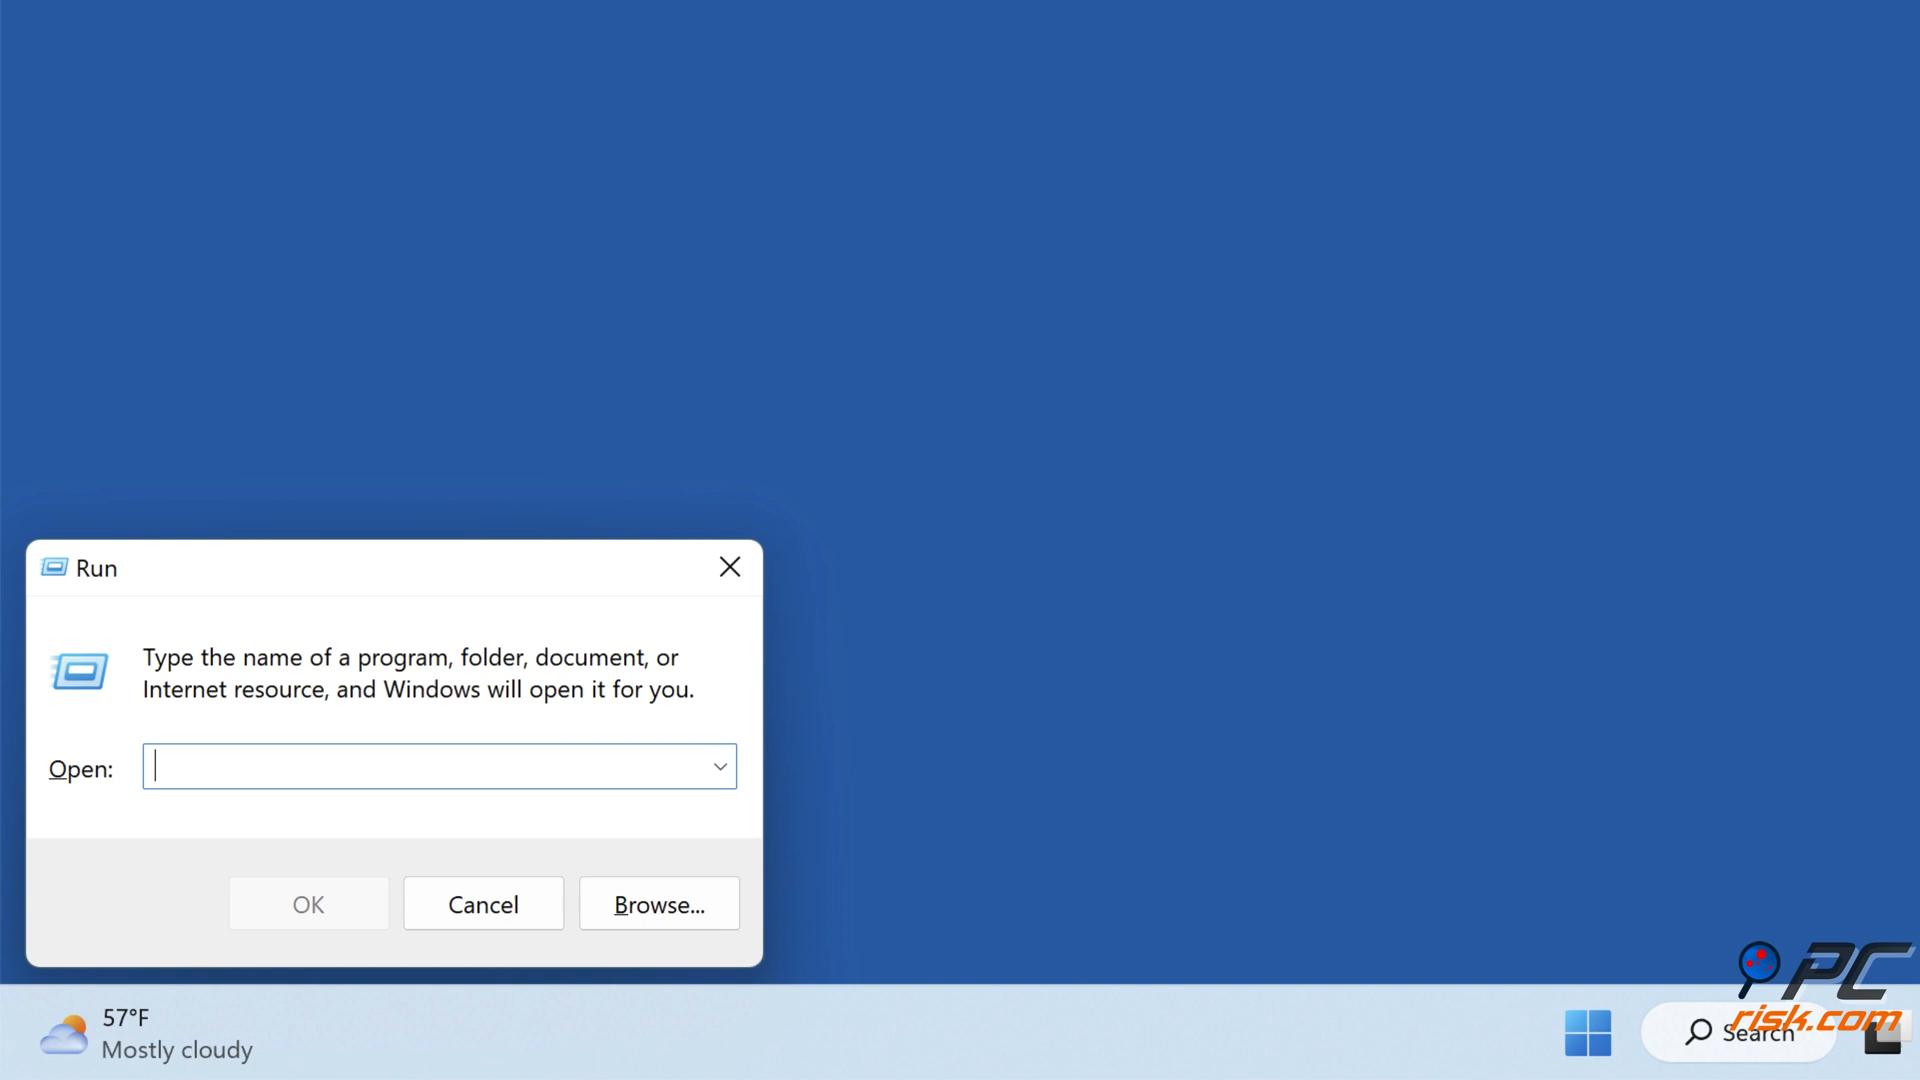 Run
Type the name of a program, folder, document, or
Internet resource, and Windows will open it for you.
Open:
OK
Cancel
Browse...
57°F
Mostly cloudy
Search
PC
risk.com